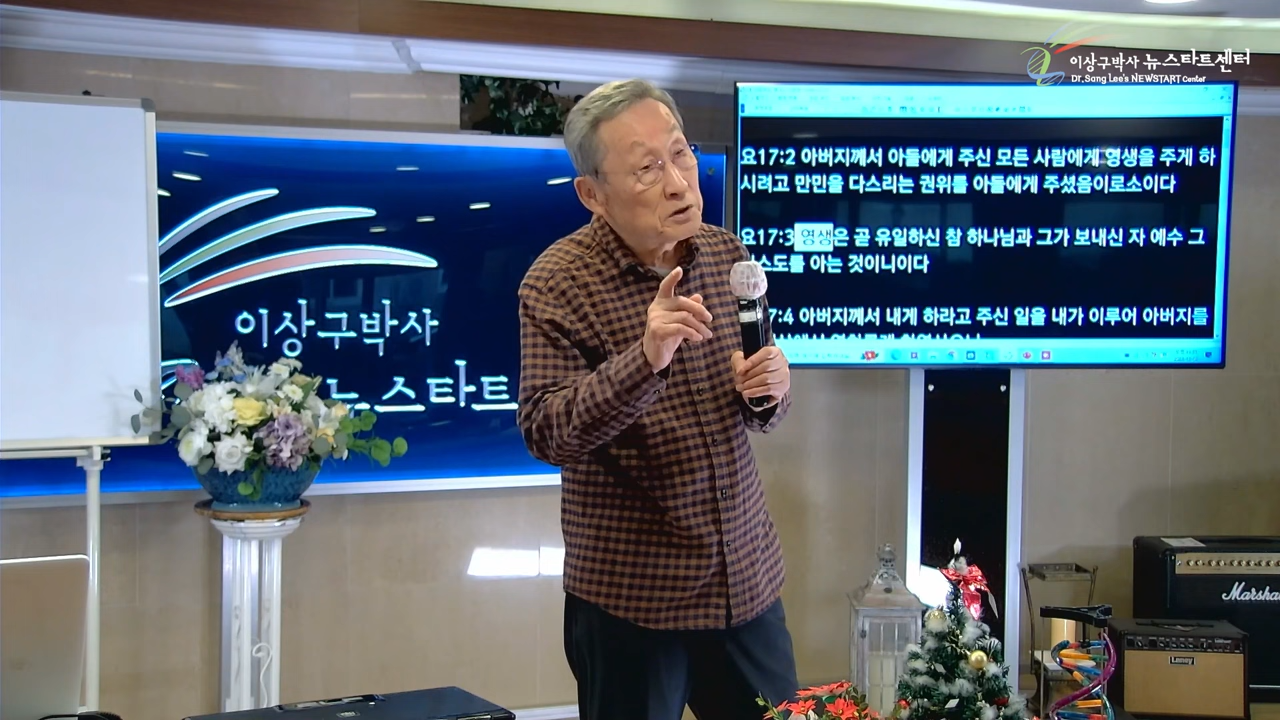 이상구박사 뉴스타트센터
Dr. Sang Lee's NEWSTART Center
요17:2 아버지께서 아들에게 주신 모든 사람에게 영생을 주게 하
시려고 만민을 다스리는 권위를 아들에게 주셨음이로소이다
요17:3 영생은 곧 유일하신 참 하나님과 그가 보내신 자 예수 그
스도를 아는 것이니이다
17:4 아버지께서 내게 하라고 주신 일을 내가 이루어 아버지를
이상구박사
뉴스타트
Marshal
Laney